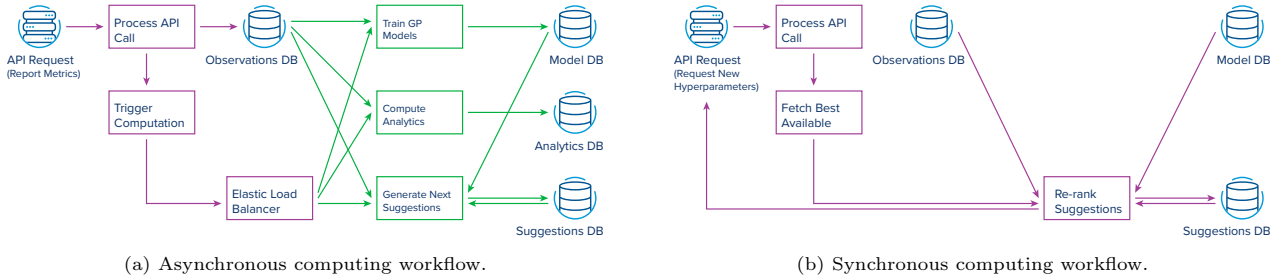 API Request
(Report Metrics)
Process API
Call
Observations DB
Train GP
Models
Model DB
Trigger
Computation
Compute
Analytics
Analytics DB
Elastic Load
Balancer
Generate Next
Suggestions
Suggestions DB
(a) Asynchronous computing workflow.
API Request
(Request New
Hyperparameters)
Process API
Call
Observations DB
Model DB
Fetch Best
Available
Re-rank
Suggestions
Suggestions DB
(b) Synchronous computing workflow.